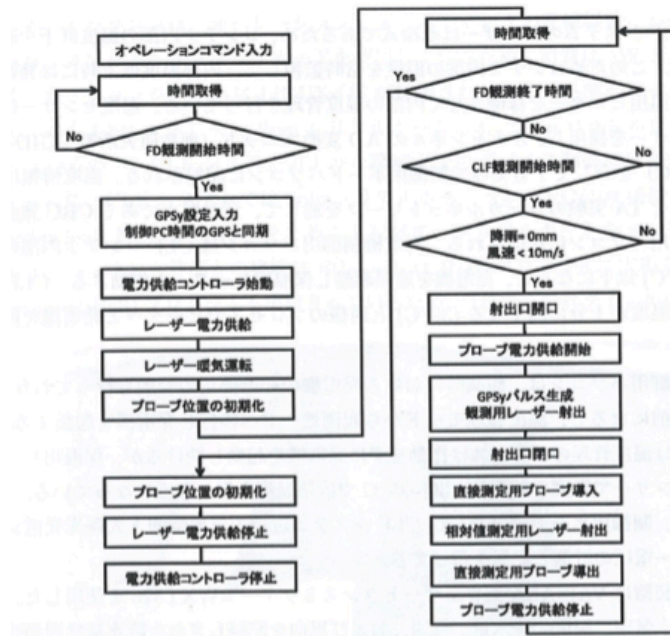 オペレーションコマンド入力
時間取得
No
FD観測開始時間
Yes
GPSy設定入力
制御PC時間のGPSと同期
電力供給コントローラ始動
レーザー電力供給
レーザー暖気運転
プローブ位置の初期化
プローブ位置の初期化
レーザー電力供給停止
電力供給コントローラ停止
時間取得
Yes
FD観測終了時間
No
No
CLF観測開始時間
Yes
降雨=0mm
風速<10m/s
No
Yes
射出口開口
プローブ電力供給開始
GPSyパルス生成
観測用レーザー射出
射出口閉口
直接測定用プローブ導入
相対値測定用レーザー射出
直接測定用プローブ導出
プローブ電力供給停止